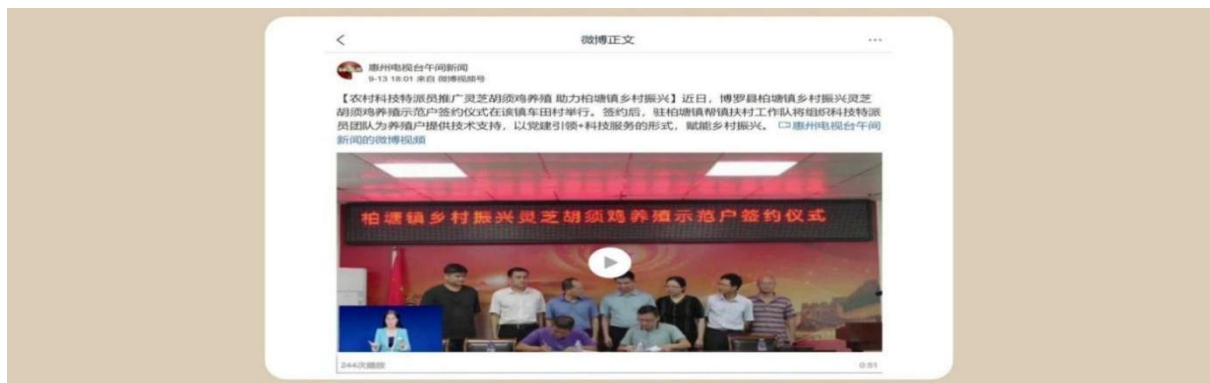 微博正文
惠州电视台午间新闻
9-13 18:01 来自 微博视频号
【农村科技特派员推广灵芝胡须鸡养殖 助力柏塘镇乡村振兴】近日，博罗县柏塘镇乡村振兴灵芝
胡须鸡养殖示范户签约仪式在该镇车田村举行。签约后，驻柏塘镇帮镇扶村工作队将组织科技特派
员团队为养殖户提供技术支持，以党建引领+科技服务的形式，赋能乡村振兴。 惠州电视台午间
新闻的微博视频
柏塘镇乡村振兴灵芝胡须鸡养殖示范户签约仪式
244次播放
0:51